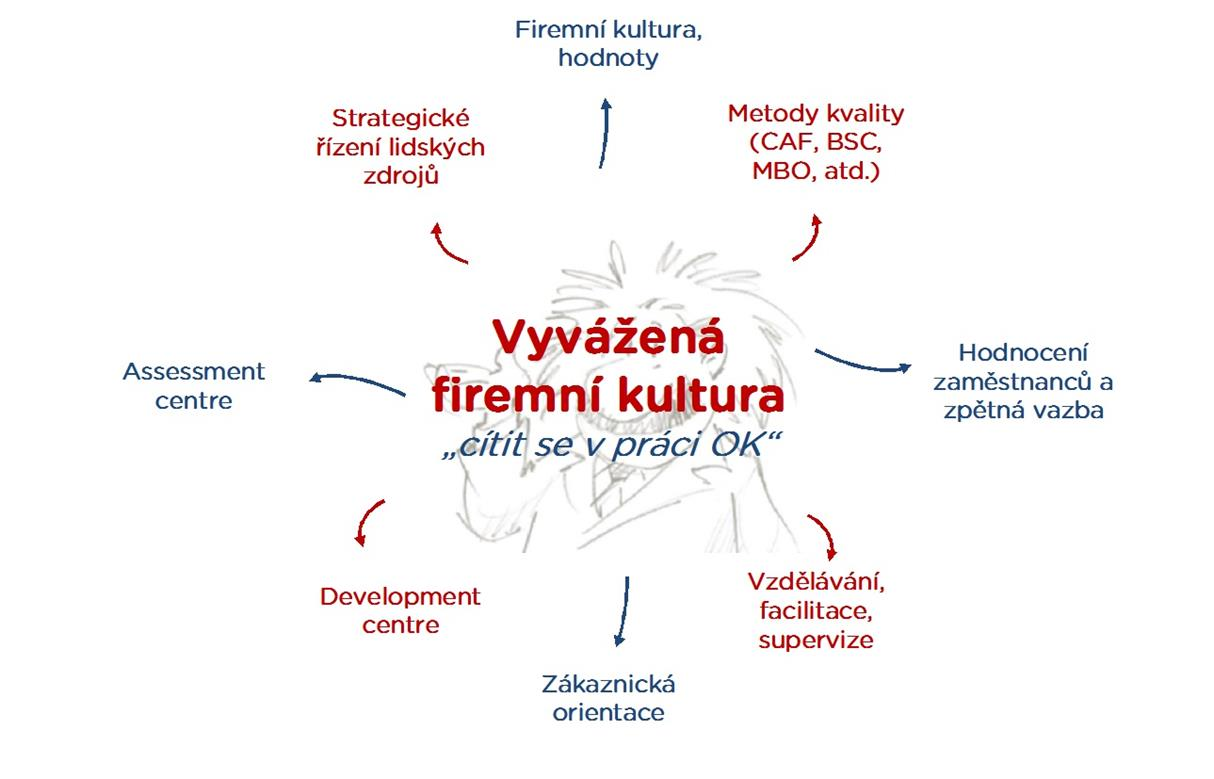 Firemní kultura,
hodnoty
Strategické
řízení lidských
zdrojů
Metody kvality
(CAF, BSC,
MBO, atd.)
Vyvážená
firemní kultura
„cítit se v práci OK“
Assessment
centre
Hodnocení
zaměstnanců a
zpětná vazba
Development
centre
Vzdělávání,
facilitace,
supervize
Zákaznická
orientace